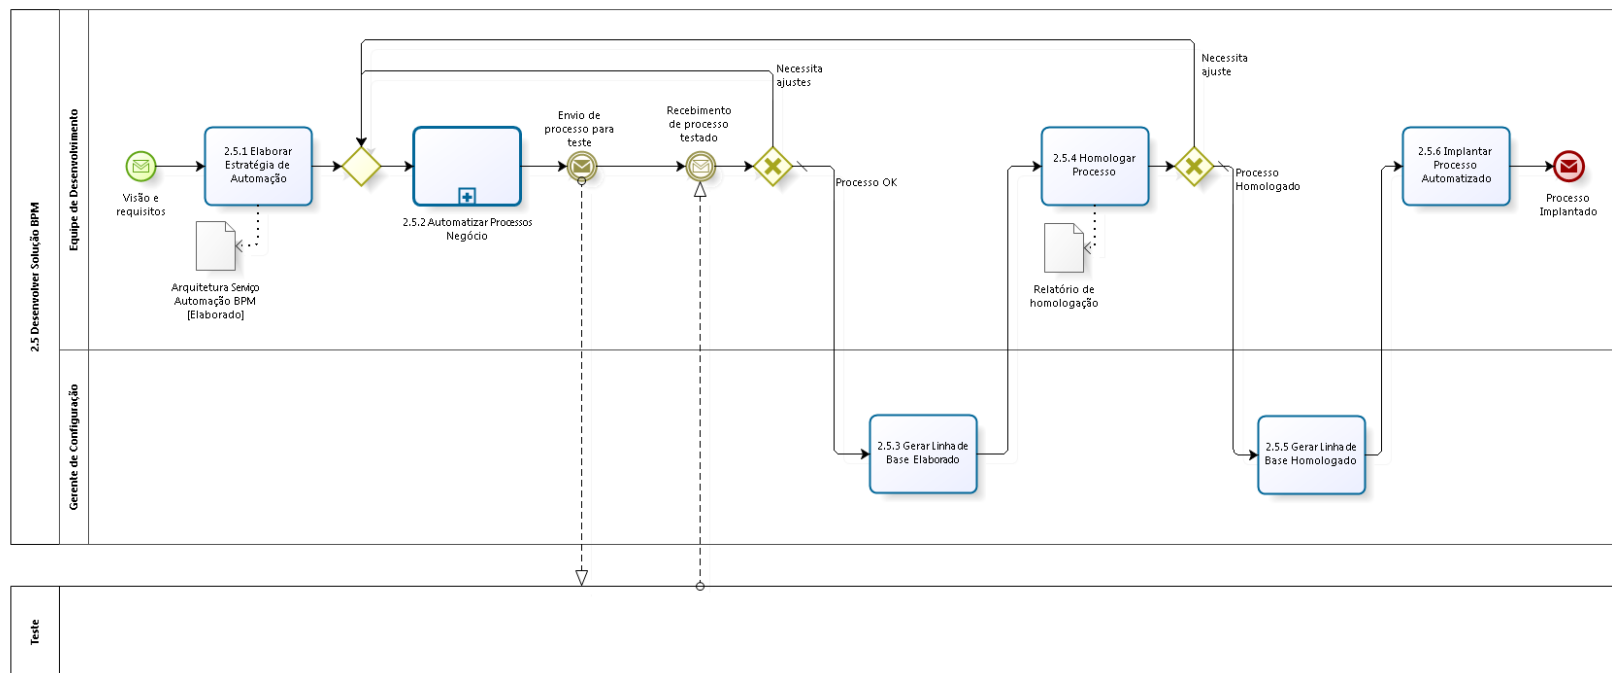 2.5 Desenvolver Solução BPM
Equipe de Desenvolvimento
Visão e
requisitos
2.5.1 Elaborar
Estratégia de
Automação
Arquitetura Serviço
Automação BPM
[Elaborado]
2.5.2 Automatizar Processos
Negócio
Envio de
processo para
teste
Recebimento
de processo
testado
Necessita
ajustes
Processo OK
2.5.4 Homologar
Processo
Relatório de
homologação
Necessita
ajuste
Processo
Homologado
2.5.6 Implantar
Processo
Automatizado
Processo
Implantado
Gerente de Configuração
2.5.3 Gerar Linha de
Base Elaborado
2.5.5 Gerar Linha de
Base Homologado
Teste